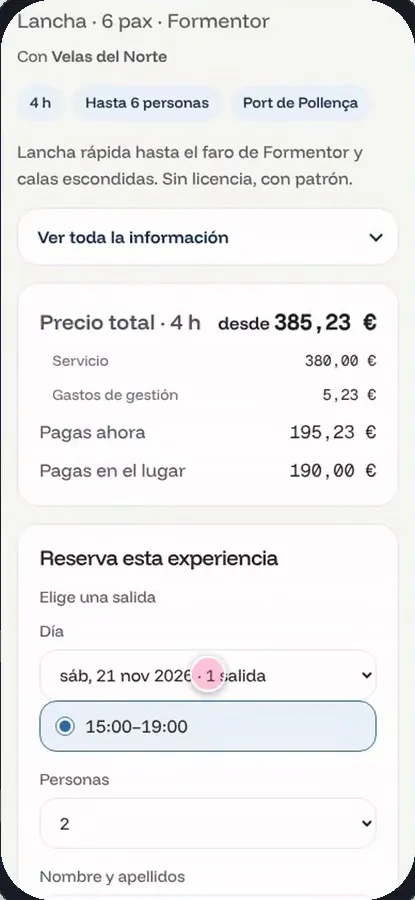 Lancha · 6 pax · Formentor
Con Velas del Norte
4 h
Hasta 6 personas
Port de Pollença
Lancha rápida hasta el faro de Formentor y
calas escondidas. Sin licencia, con patrón.
Ver toda la información
Precio total · 4 h desde 385,23 €
Servicio 380,00 €
Gastos de gestión 5,23 €
Pagas ahora 195,23 €
Pagas en el lugar 190,00 €
Reserva esta experiencia
Elige una salida
Día
sáb, 21 nov 2026 · 1 salida
15:00–19:00
Personas
2
Nombre y apellidos